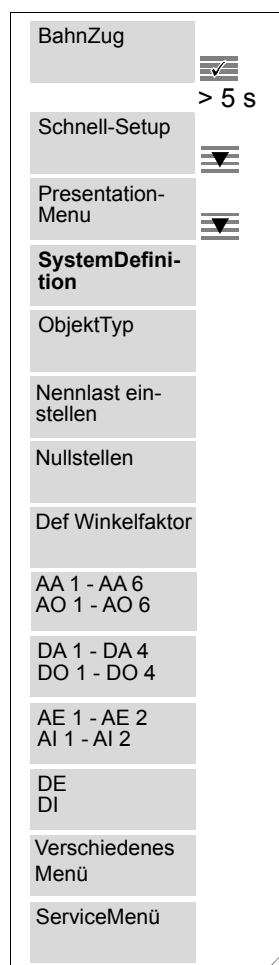 BahnZug
> 5 s
Schnell-Setup
Presentation-
Menu
SystemDefini-
tion
ObjektTyp
Nennlast ein-
stellen
Nullstellen
Def Winkelfaktor
AA 1 - AA 6
AO 1 - AO 6
DA 1 - DA 4
DO 1 - DO 4
AE 1 - AE 2
AI 1 - AI 2
DE
DI
Verschiedenes
Menü
ServiceMenü